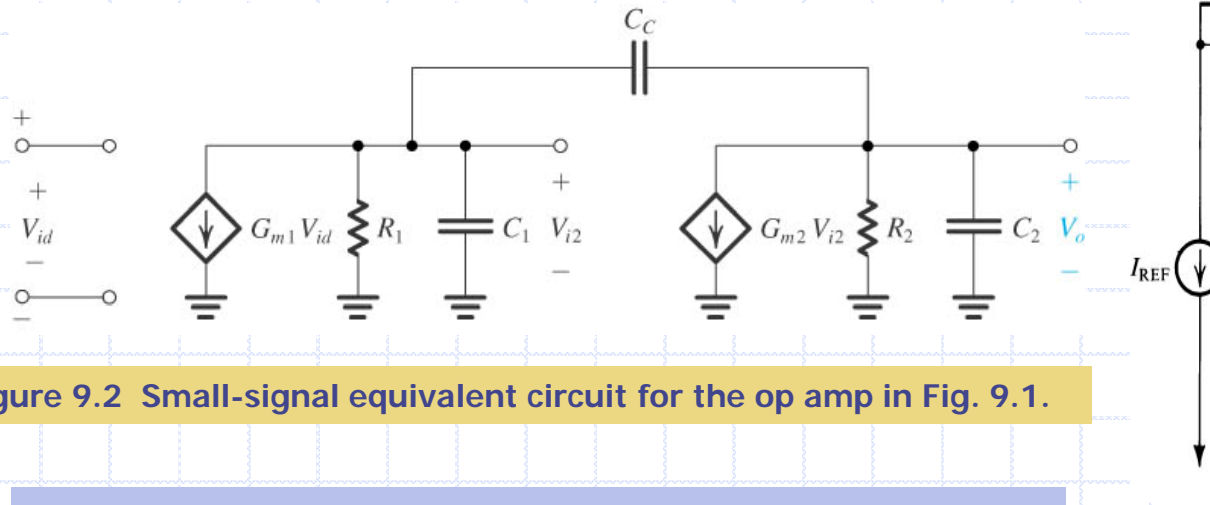 C_C
+
+
V_id
−
−
G_m1 V_id
R_1
C_1
+
V_i2
−
G_m2 V_i2
R_2
C_2
+
V_o
−
I_REF
gure 9.2 Small-signal equivalent circuit for the op amp in Fig. 9.1.